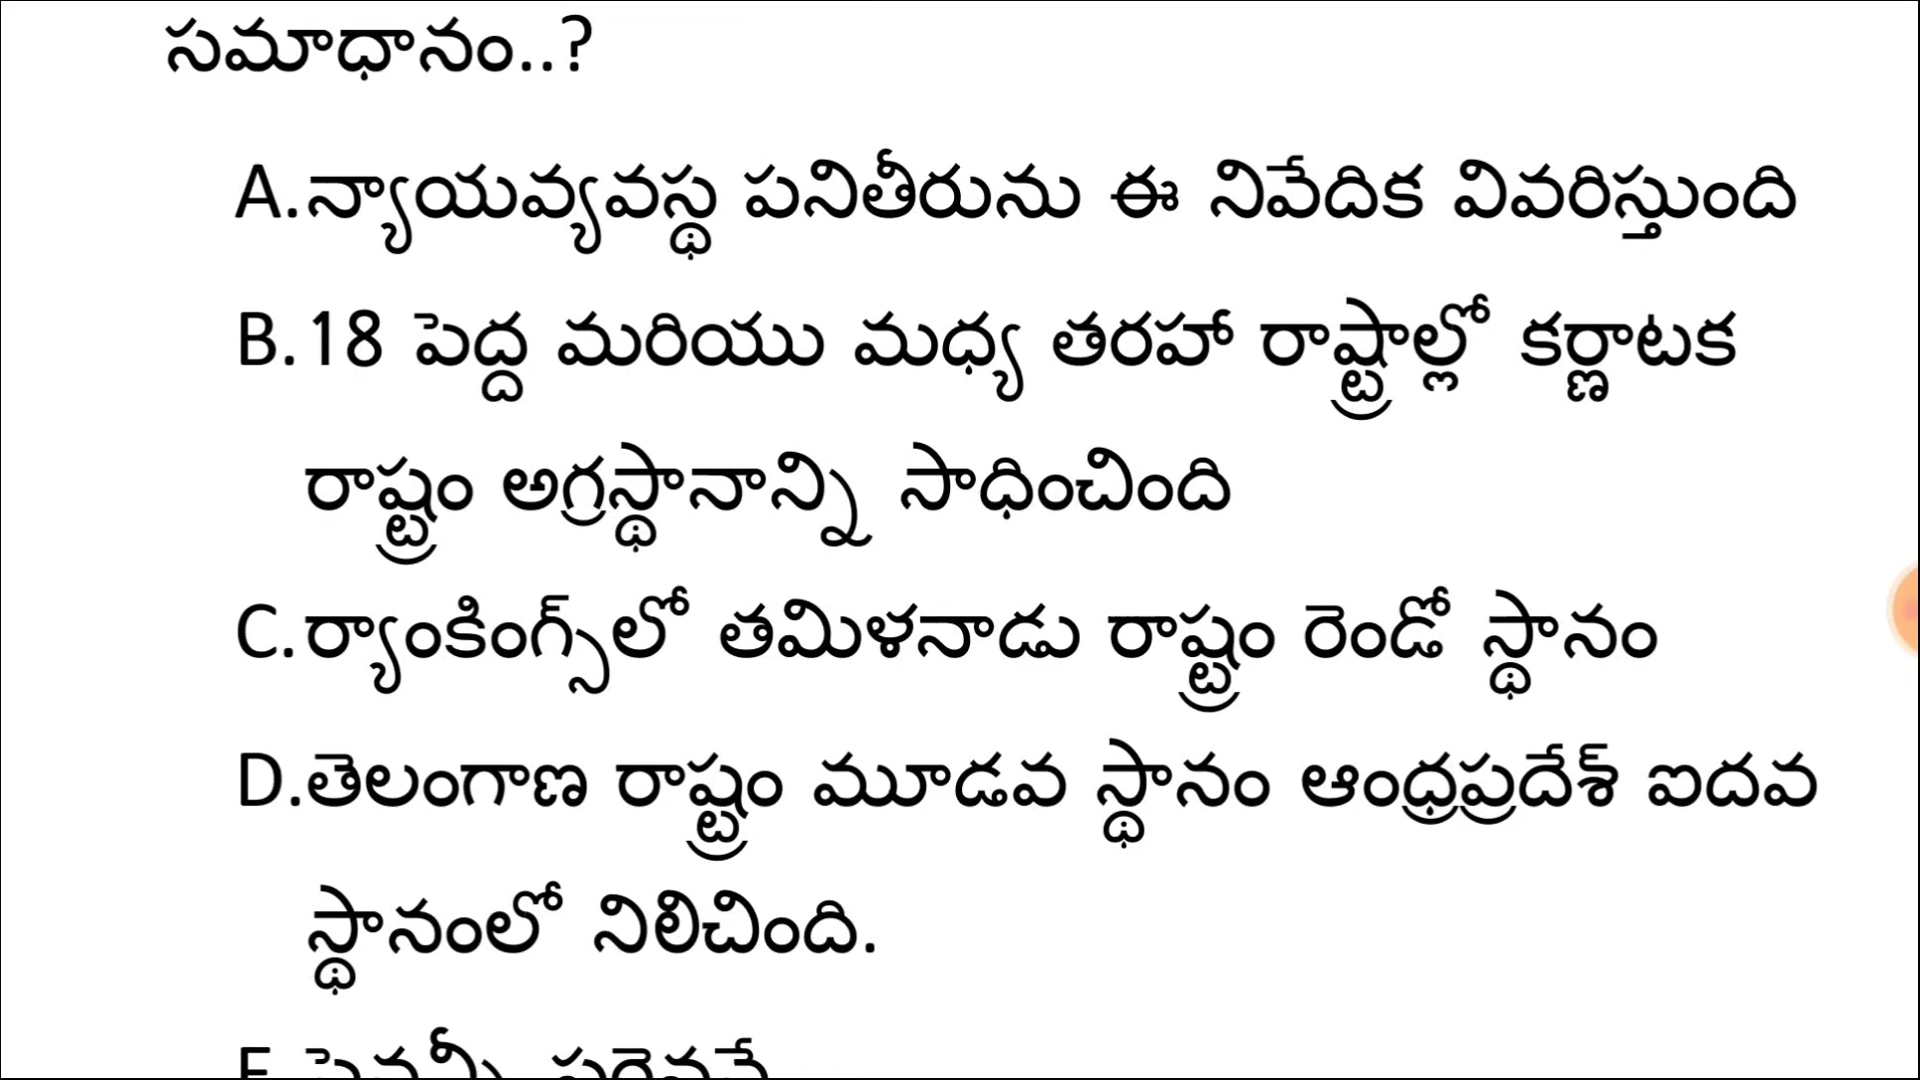 సమాధానం..?
A.న్యాయవ్యవస్థ పనితీరును ఈ నివేదిక వివరిస్తుంది
B.18 పెద్ద మరియు మధ్య తరహా రాష్ట్రాల్లో కర్ణాటక
రాష్ట్రం అగ్రస్థానాన్ని సాధించింది
C.ర్యాంకింగ్స్‌లో తమిళనాడు రాష్ట్రం రెండో స్థానం
D.తెలంగాణ రాష్ట్రం మూడవ స్థానం ఆంధ్రప్రదేశ్ ఐదవ
స్థానంలో నిలిచింది.